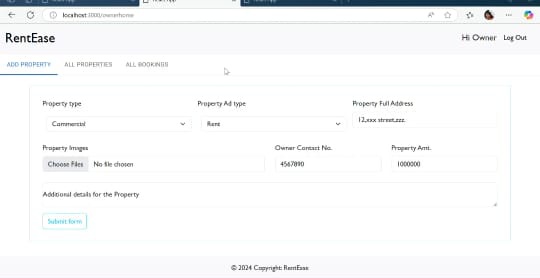 localhost:3000/ownerhome
RentEase
Hi Owner Log Out
ADD PROPERTY ALL PROPERTIES ALL BOOKINGS
Property type Property Ad type Property Full Address
Commercial Rent 12,xxx street,zzz.
Property Images Owner Contact No. Property Amt.
Choose Files No file chosen 4567890 1000000
Additional details for the Property
Submit form
© 2024 Copyright: RentEase